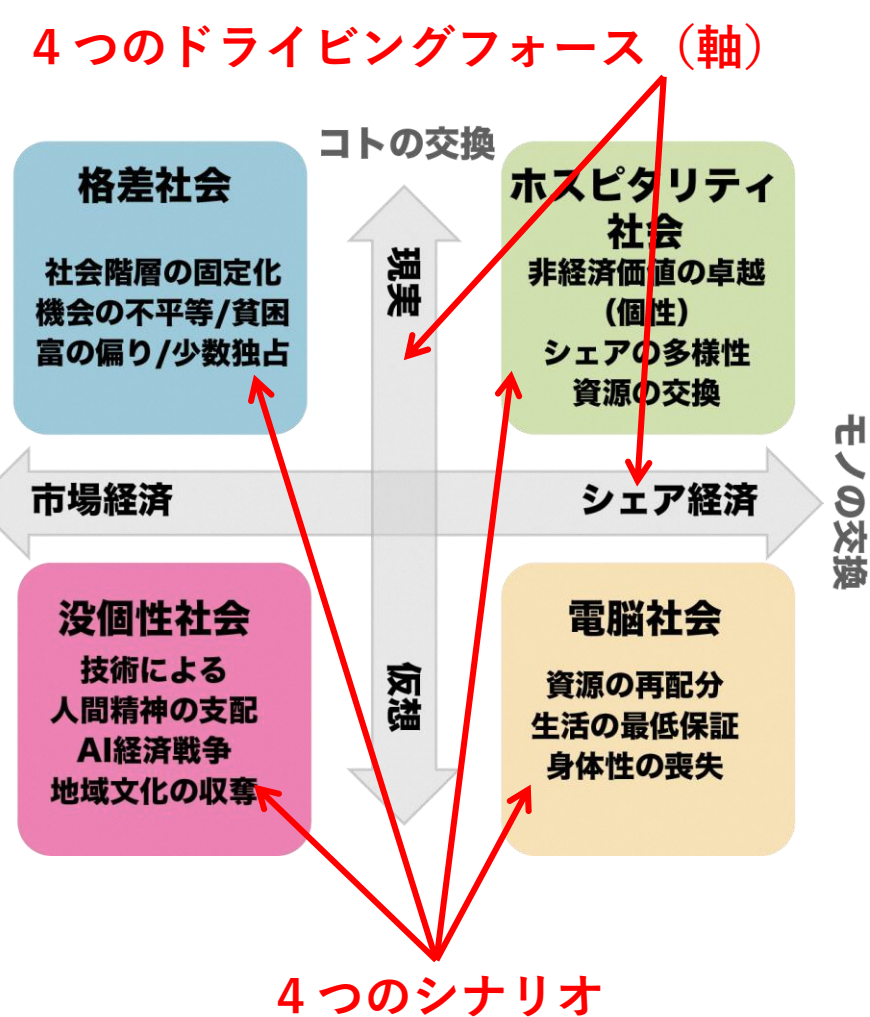 4つのドライビングフォース（軸）
コトの交換
格差社会
社会階層の固定化
機会の不平等/貧困
富の偏り/少数独占
現実
ホスピタリティ
社会
非経済価値の卓越
(個性)
シェアの多様性
資源の交換
市場経済
シェア経済
モノの交換
没個性社会
技術による
人間精神の支配
AI経済戦争
地域文化の収奪
仮想
電脳社会
資源の再配分
生活の最低保証
身体性の喪失
4つのシナリオ